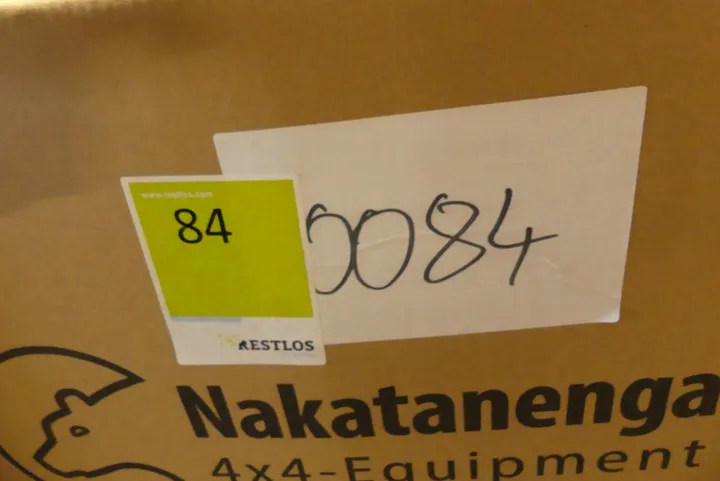 www.restlos.com
84
0084
RESTLOS
Nakatanenga
4x4-Equipment